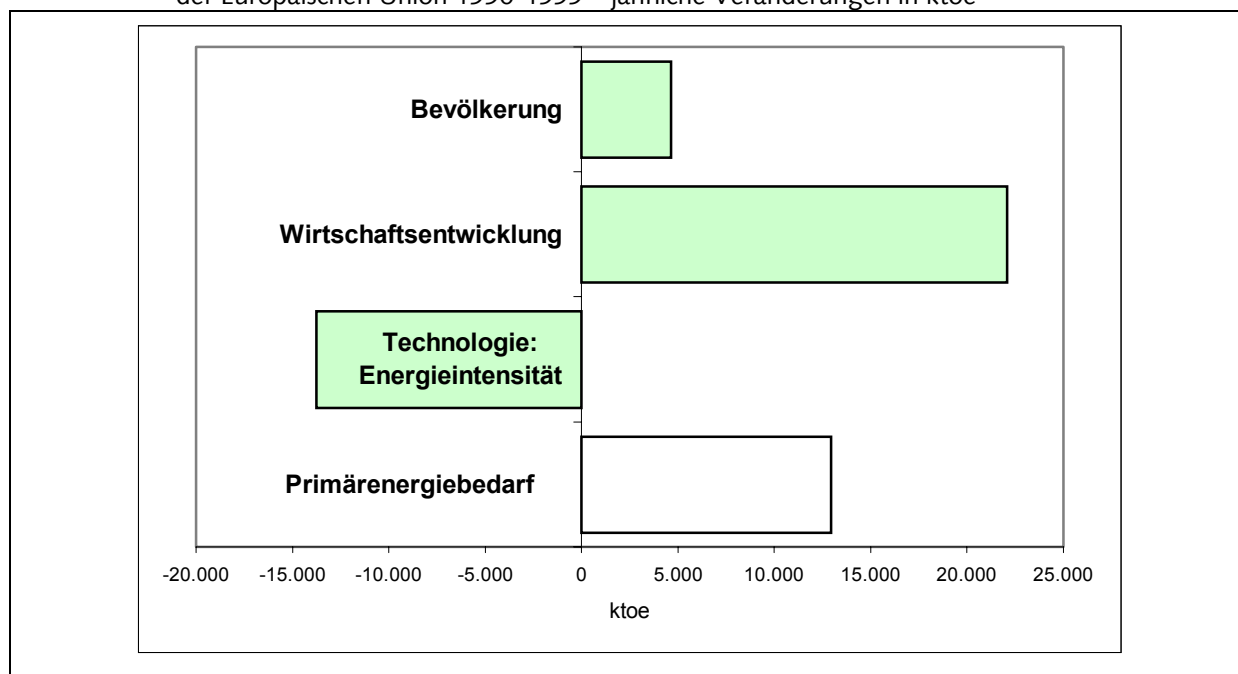 der Europäischen Union 1990-1999 - jährliche Veränderungen in ktoe
Bevölkerung
Wirtschaftsentwicklung
Technologie:
Energieintensität
Primärenergiebedarf
-20.000 -15.000 -10.000 -5.000 0 5.000 10.000 15.000 20.000 25.000
ktoe